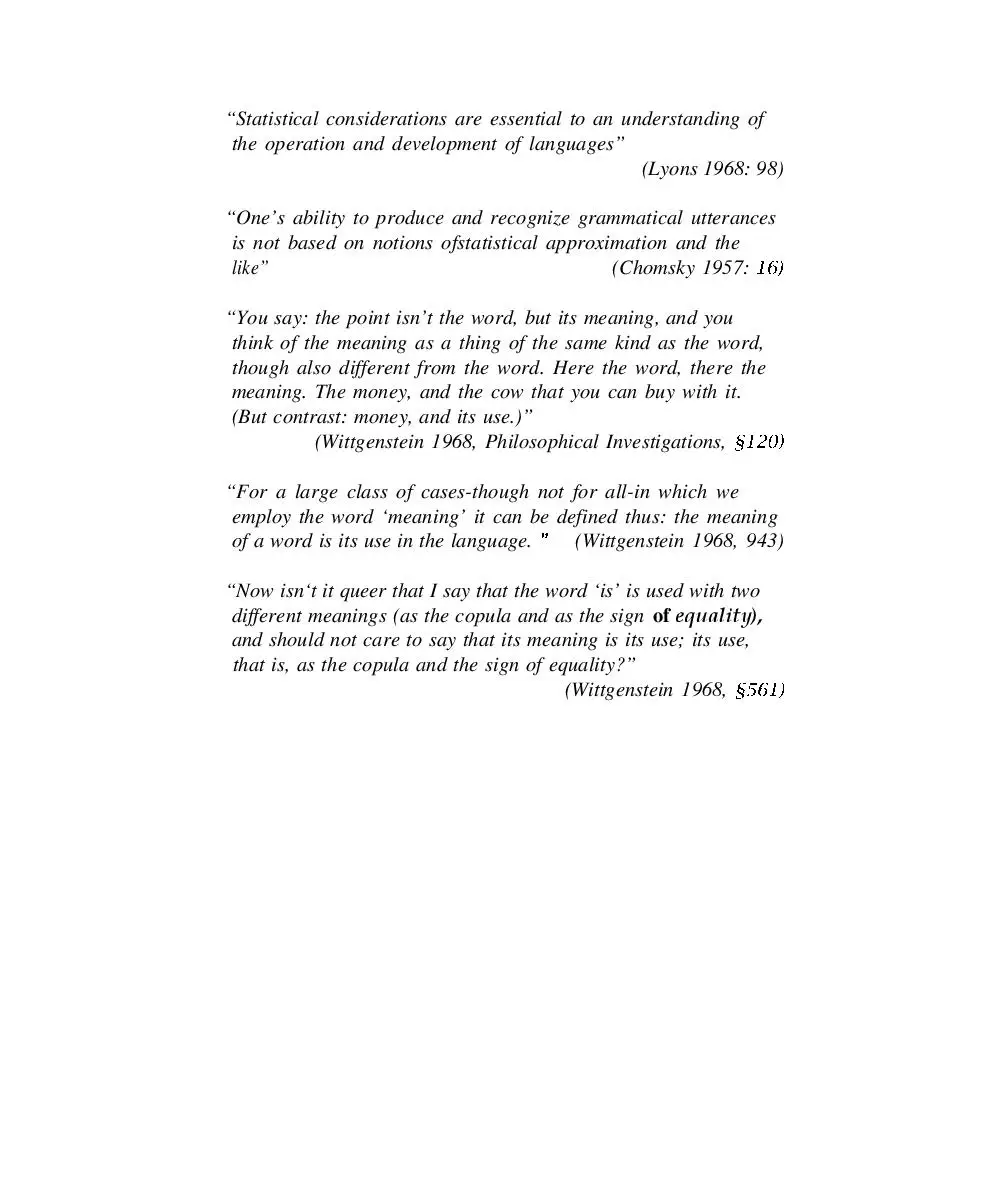 “Statistical considerations are essential to an understanding of
the operation and development of languages”
(Lyons 1968: 98)
“One’s ability to produce and recognize grammatical utterances
is not based on notions ofstatistical approximation and the
like” (Chomsky 1957: 16)
“You say: the point isn’t the word, but its meaning, and you
think of the meaning as a thing of the same kind as the word,
though also different from the word. Here the word, there the
meaning. The money, and the cow that you can buy with it.
(But contrast: money, and its use.)”
(Wittgenstein 1968, Philosophical Investigations, §120)
“For a large class of cases-though not for all-in which we
employ the word ‘meaning’ it can be defined thus: the meaning
of a word is its use in the language. ” (Wittgenstein 1968, 943)
“Now isn‘t it queer that I say that the word ‘is’ is used with two
different meanings (as the copula and as the sign of equality),
and should not care to say that its meaning is its use; its use,
that is, as the copula and the sign of equality?”
(Wittgenstein 1968, §561)